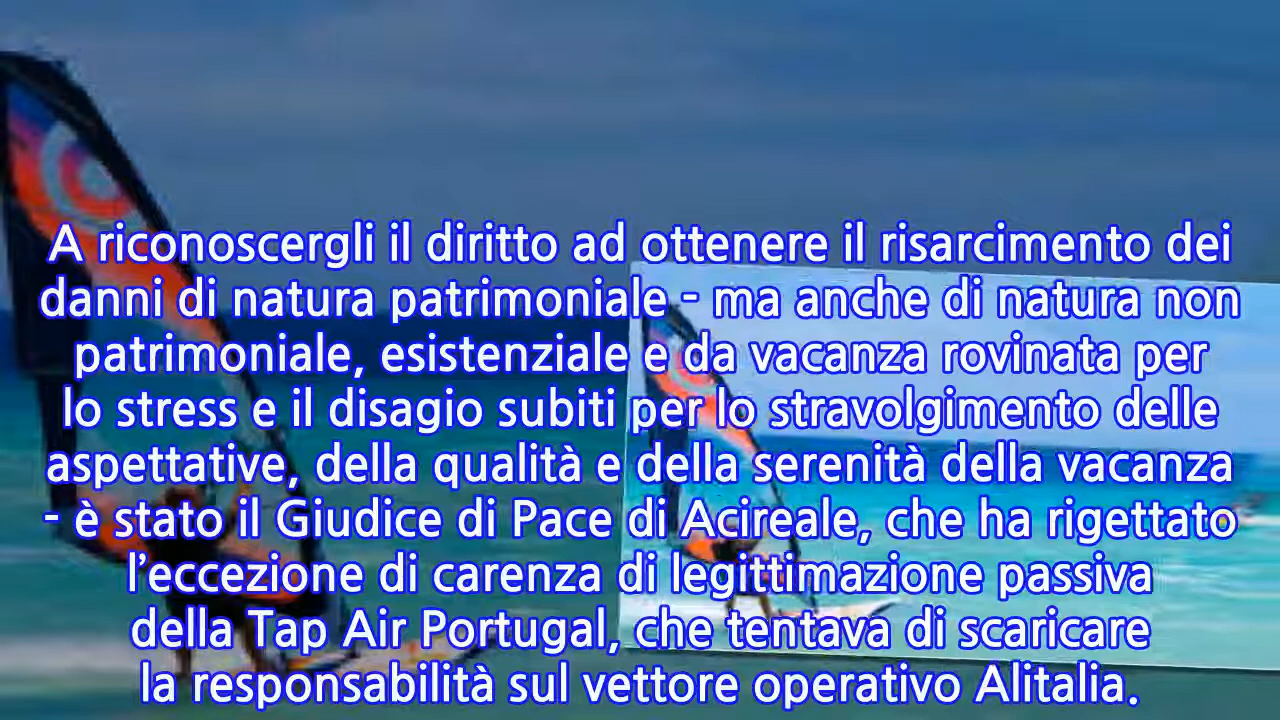 A riconoscergli il diritto ad ottenere il risarcimento dei
danni di natura patrimoniale - ma anche di natura non
patrimoniale, esistenziale e da vacanza rovinata per
lo stress e il disagio subiti per lo stravolgimento delle
aspettative, della qualità e della serenità della vacanza
- è stato il Giudice di Pace di Acireale, che ha rigettato
l’eccezione di carenza di legittimazione passiva
della Tap Air Portugal, che tentava di scaricare
la responsabilità sul vettore operativo Alitalia.